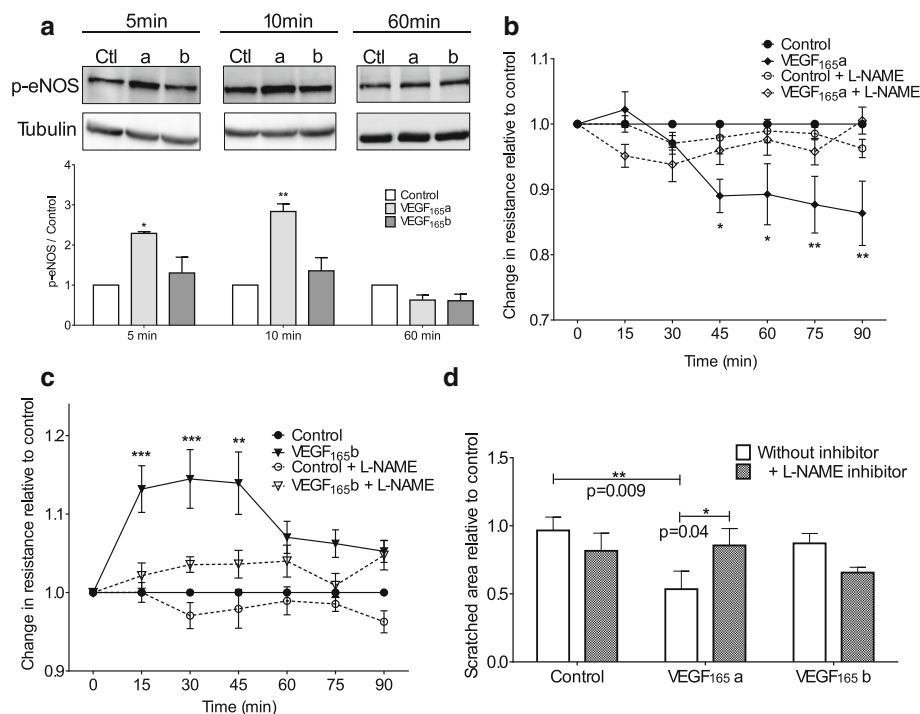 a
5min 10min 60min
Ctl a b Ctl a b Ctl a b
p-eNOS
Tubulin
p-eNOS / Control
4
3
2
1
0
*
**
Control
VEGF165a
VEGF165b
5 min 10 min 60 min
b
Control
VEGF165a
Control + L-NAME
VEGF165a + L-NAME
Change in resistance relative to control
1.1
1.0
0.9
0.8
0.7
* * ** **
0 15 30 45 60 75 90
Time (min)
c
Control
VEGF165b
Control + L-NAME
VEGF165b + L-NAME
Change in resistance relative to control
1.2
1.1
1.0
0.9
*** *** **
0 15 30 45 60 75 90
Time (min)
d
Without inhibitor
+ L-NAME inhibitor
Scratched area relative to control
1.5
1.0
0.5
0.0
**
p=0.009
*
p=0.04
Control VEGF165 a VEGF165 b